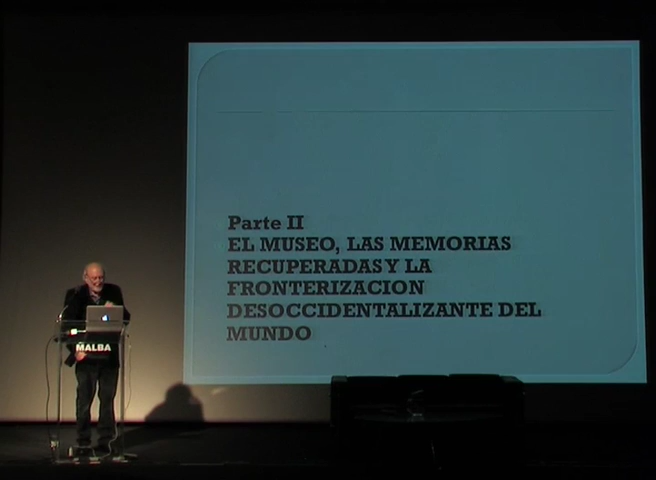 Parte II
EL MUSEO, LAS MEMORIAS
RECUPERADAS Y LA
FRONTERIZACION
DESOCCIDENTALIZANTE DEL
MUNDO
MALBA